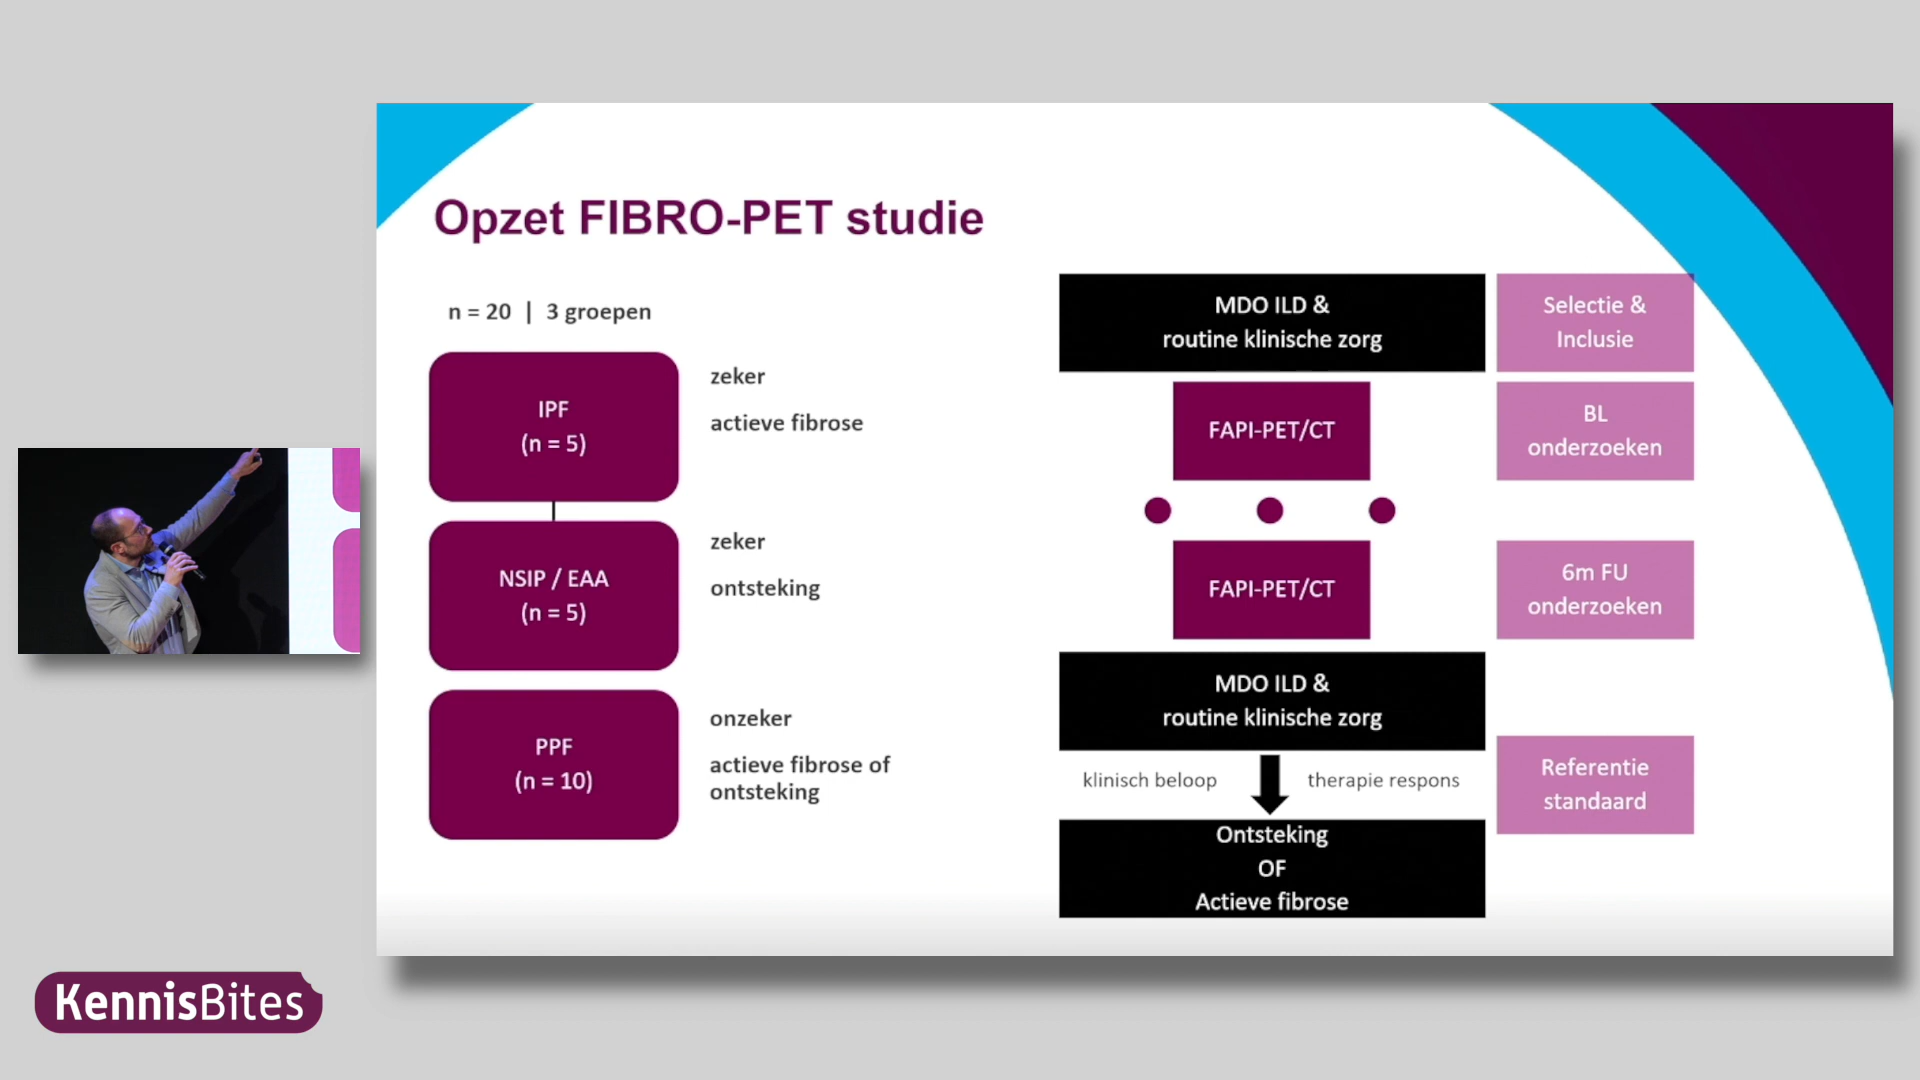 Opzet FIBRO-PET studie
n = 20 | 3 groepen
IPF
(n = 5)
zeker
actieve fibrose
NSIP / EAA
(n = 5)
zeker
ontsteking
PPF
(n = 10)
onzeker
actieve fibrose of
ontsteking
MDO ILD &
routine klinische zorg
Selectie &
Inclusie
FAPI-PET/CT
BL
onderzoeken
FAPI-PET/CT
6m FU
onderzoeken
MDO ILD &
routine klinische zorg
klinisch beloop
therapie respons
Referentie
standaard
Ontsteking
OF
Actieve fibrose
KennisBites